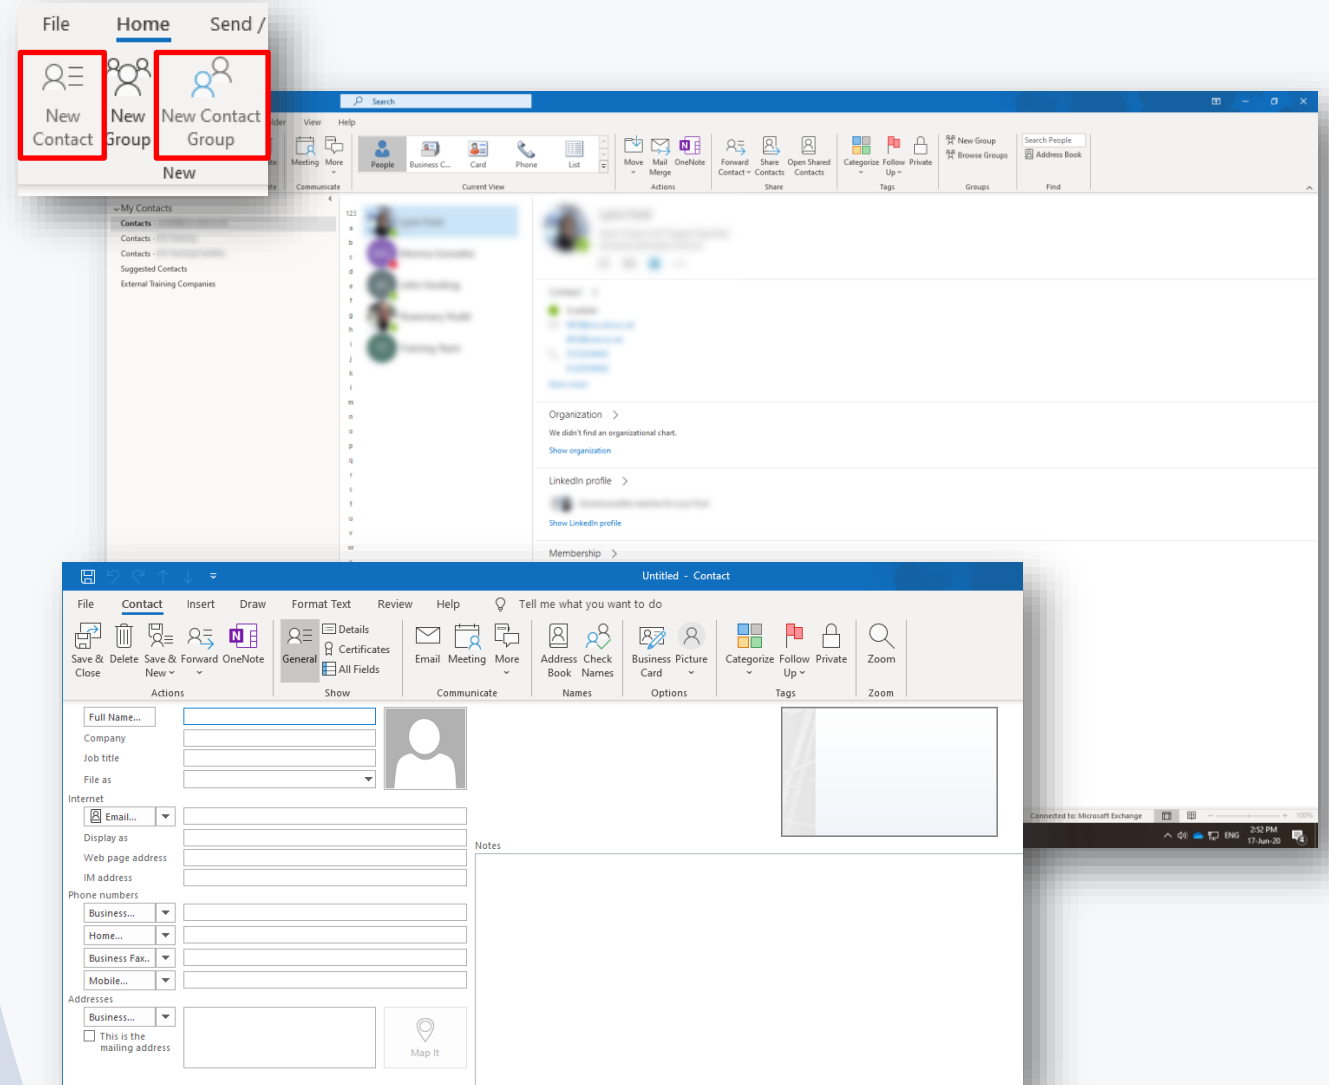 File Home Send /
New Contact
New Group
New Contact Group
New
Search
View Help
Meeting More
Communicate
People Business C... Card Phone List
Current View
Move Mail Merge OneNote
Actions
Forward Contact Share Contacts Open Shared Contacts
Share
Categorize Follow Up Private
Tags
New Group
Browse Groups
Groups
Search People
Address Book
Find
My Contacts
Contacts -
Contacts -
Contacts -
Suggested Contacts
External Training Companies
123
a
b
c
d
e
f
g
h
i
j
k
l
m
n
o
p
q
r
s
t
u
v
w
Organization >
We didn't find an organizational chart.
Show organization
LinkedIn profile >
Show LinkedIn profile
Membership >
Connected to: Microsoft Exchange 100%
ENG 2:52 PM
17-Jun-20
Untitled - Contact
File Contact Insert Draw Format Text Review Help Tell me what you want to do
Save & Close Delete Save & New Forward OneNote
Actions
General Details
Certificates
All Fields
Show
Email Meeting More
Communicate
Address Book Check Names
Names
Business Card Picture
Options
Categorize Follow Up Private
Tags
Zoom
Zoom
Full Name...
Company
Job title
File as
Internet
Email...
Display as
Web page address
IM address
Phone numbers
Business...
Home...
Business Fax..
Mobile...
Addresses
Business...
This is the
mailing address
Map It
Notes